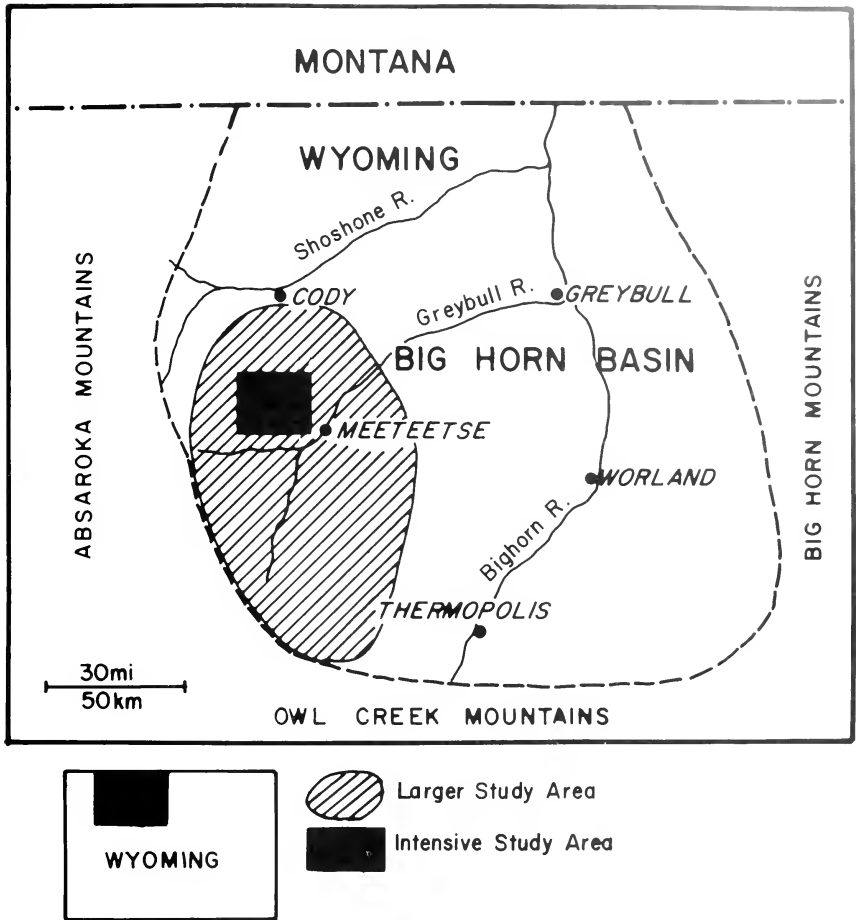 MONTANA
WYOMING
Shoshone R.
CODY
Greybull R.
GREYBULL
BIG HORN BASIN
ABSAROKA MOUNTAINS
BIG HORN MOUNTAINS
MEETEETSE
WORLAND
Bighorn R.
THERMOPOLIS
30mi
50km
OWL CREEK MOUNTAINS
Larger Study Area
Intensive Study Area
WYOMING